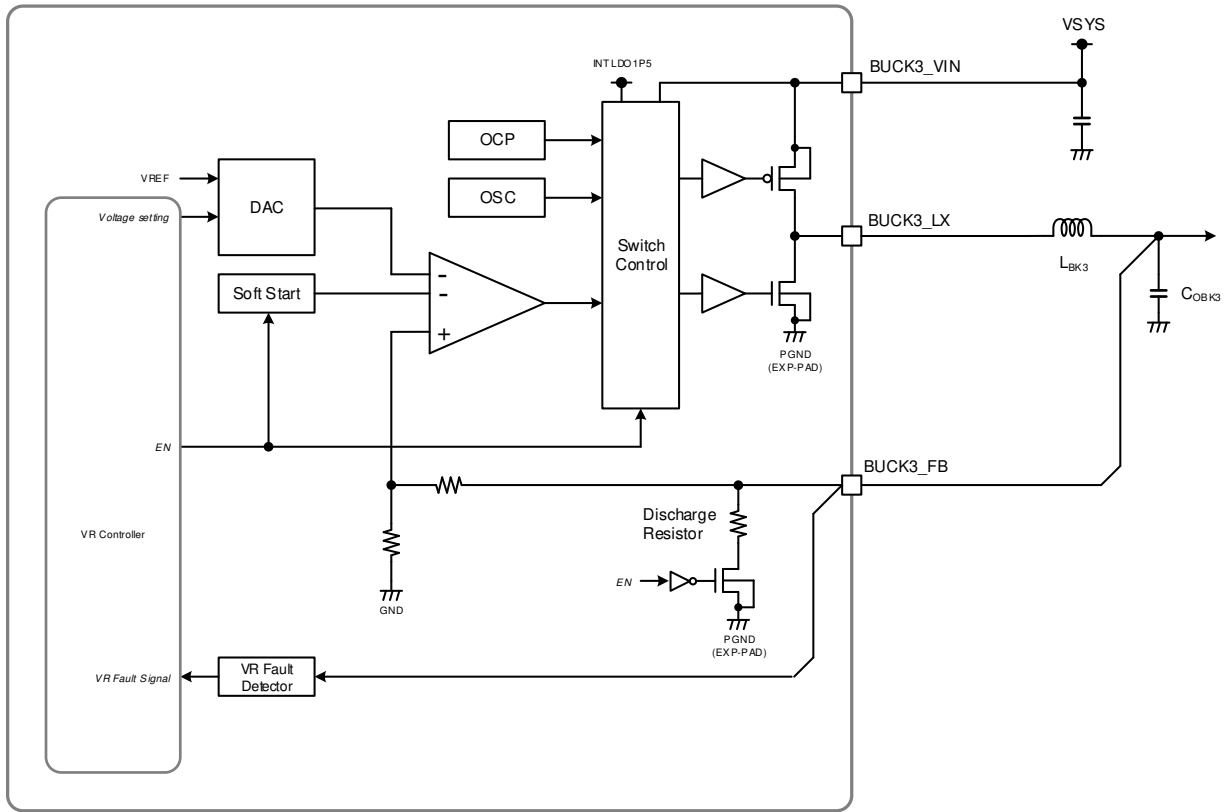 VSYS
INTLDO1P5
BUCK3_VIN
OCP
VREF
DAC
OSC
Voltage setting
BUCK3_LX
Switch
Control
LBK3
Soft Start
-
-
+
COBK3
PGND
(EXP-PAD)
EN
BUCK3_FB
Discharge
Resistor
VR Controller
EN
GND
PGND
(EXP-PAD)
VR Fault Signal
VR Fault
Detector